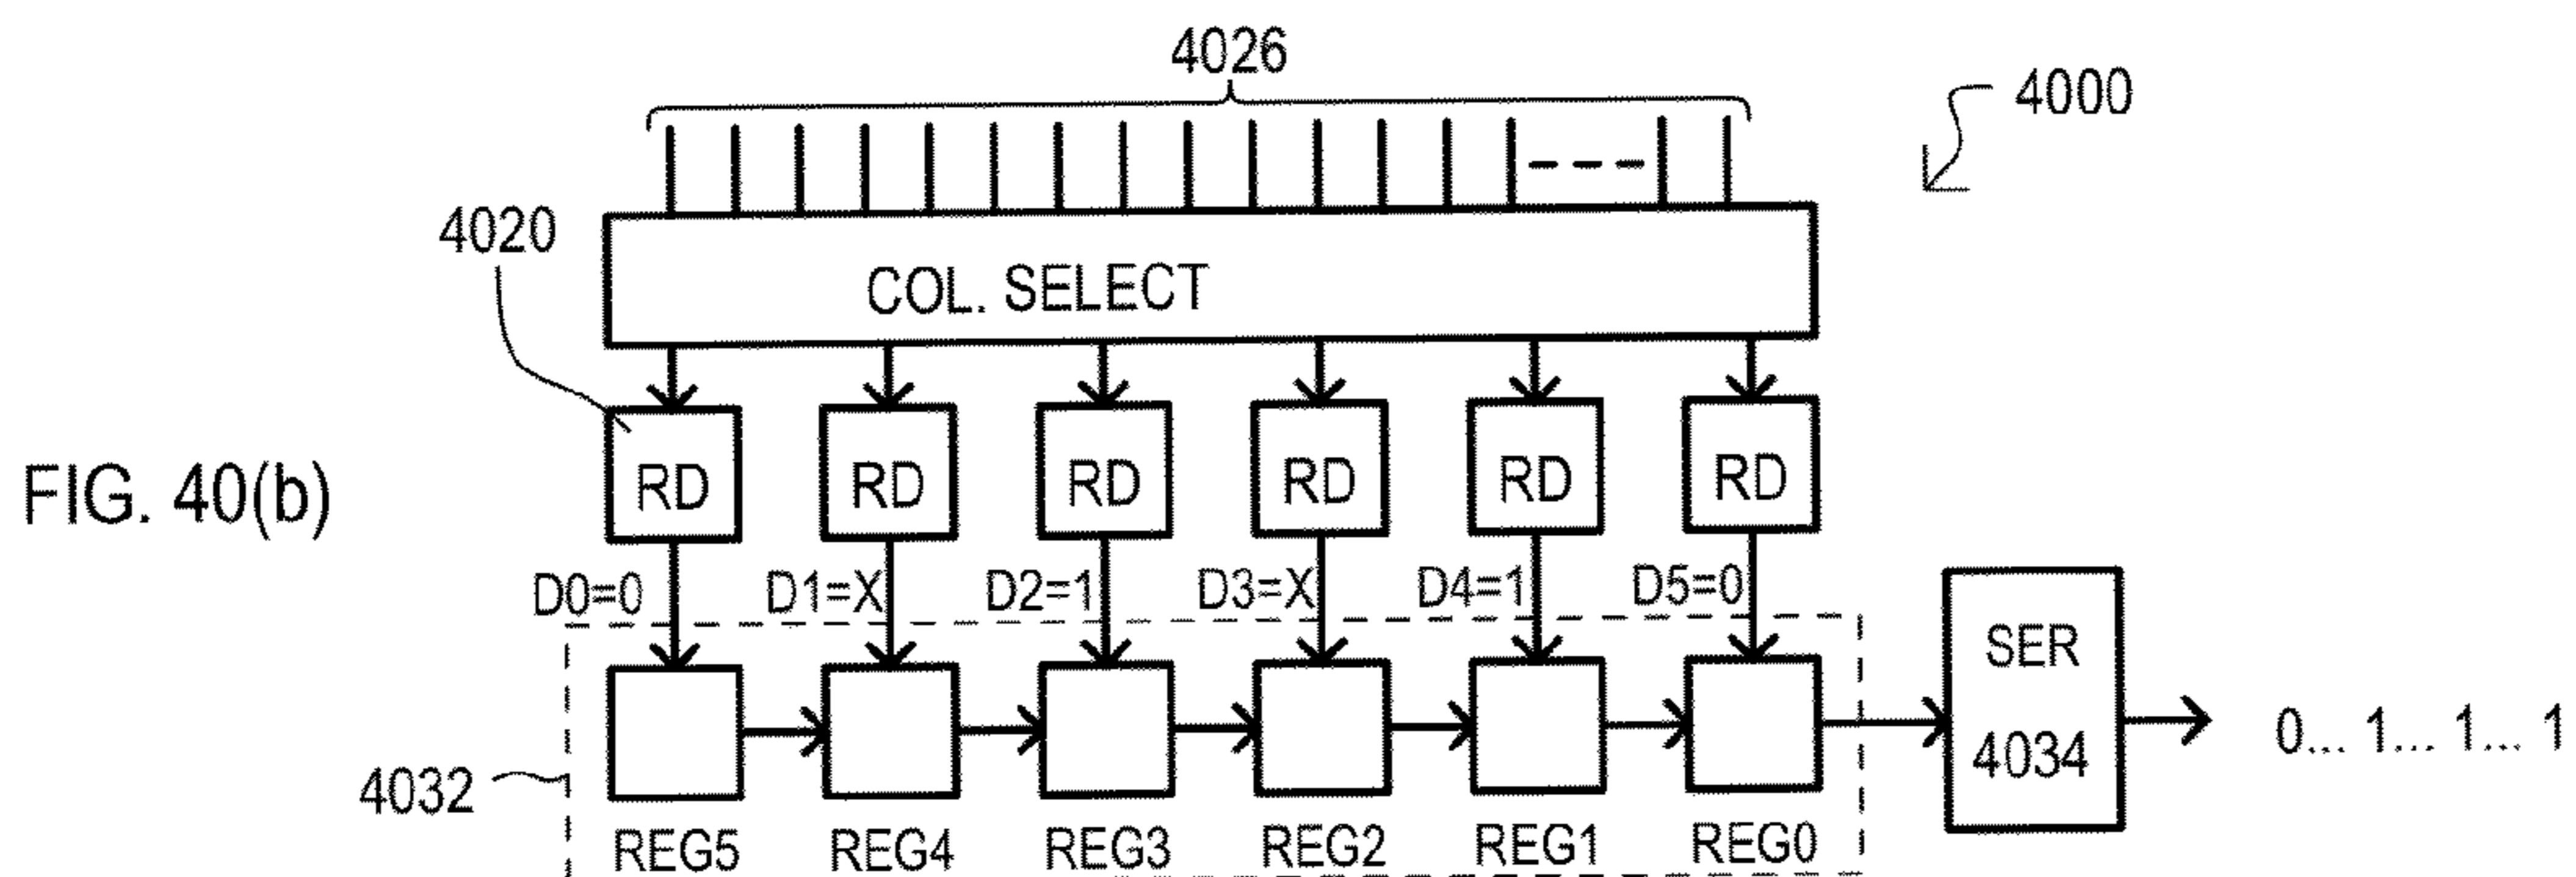 4026
4000
4020
COL. SELECT
FIG. 40(b)
RD RD RD RD RD RD
D0=0 D1=X D2=1 D3=X D4=1 D5=0
SER
4034
0... 1... 1... 1
4032
REG5 REG4 REG3 REG2 REG1 REG0